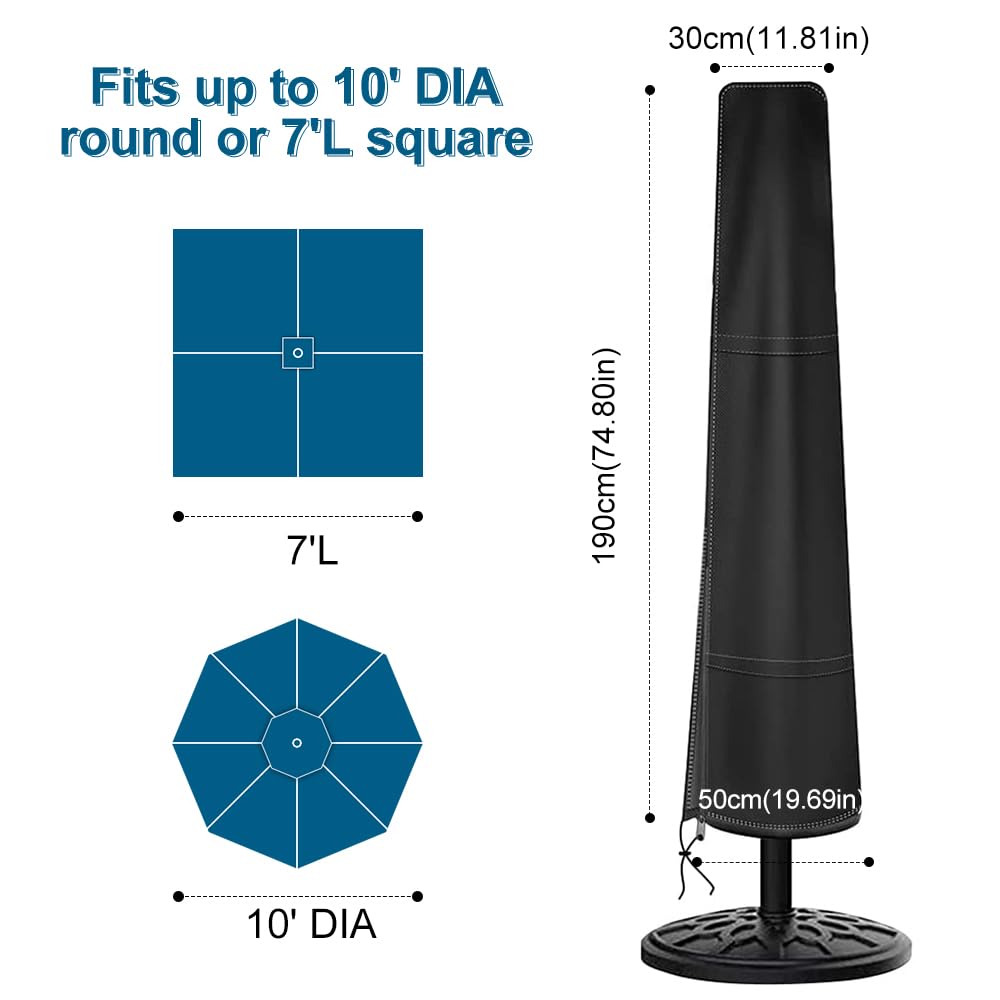 Fits up to 10' DIA
round or 7'L square
7'L
10' DIA
30cm(11.81in)
190cm(74.80in)
50cm(19.69in)